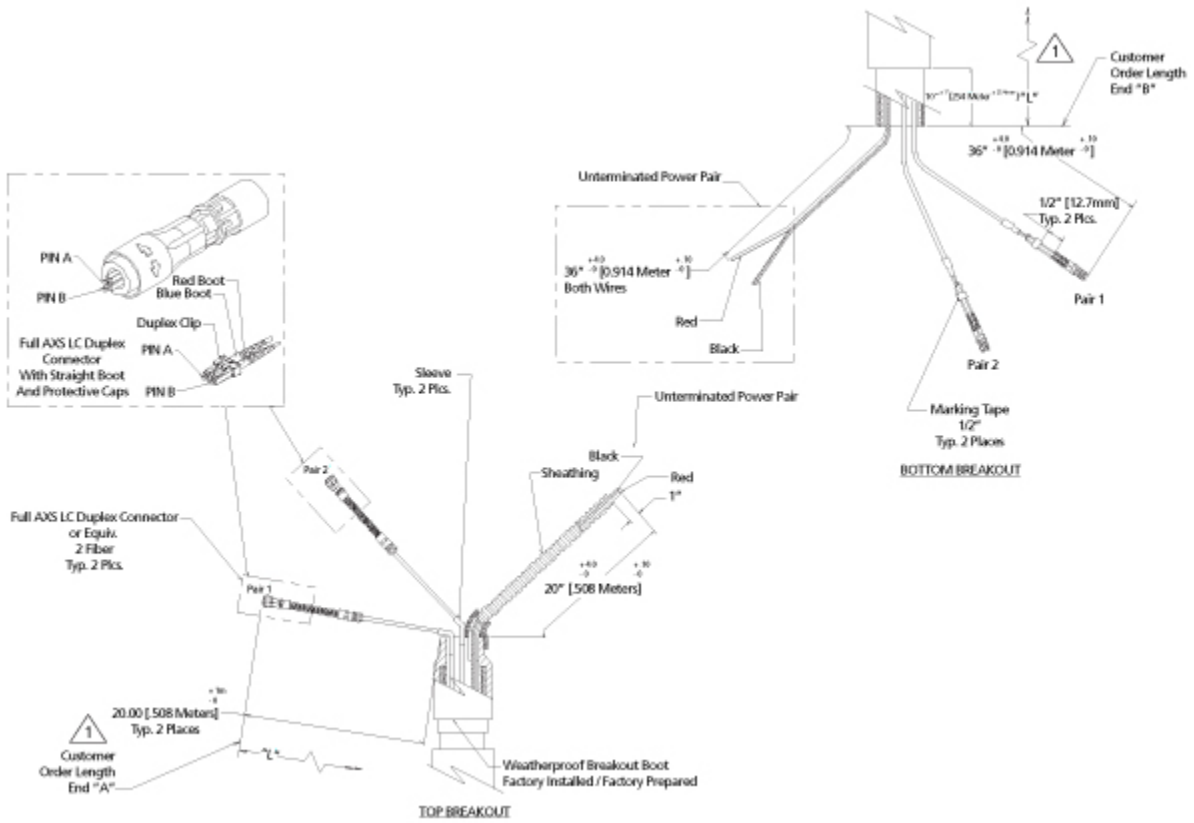 1
Customer
Order Length
End "B"
"L"
36" +4.0 -0 [0.914 Meter +.10 -0]
Unterminated Power Pair
1/2" [12.7mm]
Typ. 2 Plcs.
PIN A
PIN B
Red Boot
Blue Boot
Duplex Clip
PIN A
Full AXS LC Duplex
Connector
With Straight Boot
And Protective Caps
PIN B
36" +4.0 -0 [0.914 Meter +.10 -0]
Both Wires
Red
Black
Pair 1
Pair 2
Sleeve
Typ. 2 Plcs.
Unterminated Power Pair
Marking Tape
1/2"
Typ. 2 Places
BOTTOM BREAKOUT
Black
Sheathing
Red
1"
Pair 2
Full AXS LC Duplex Connector
or Equiv.
2 Fiber
Typ. 2 Plcs.
20" [.508 Meters]
Pair 1
20.00 [.508 Meters]
Typ. 2 Places
1
Customer
Order Length
End "A"
"L"
Weatherproof Breakout Boot
Factory Installed / Factory Prepared
TOP BREAKOUT